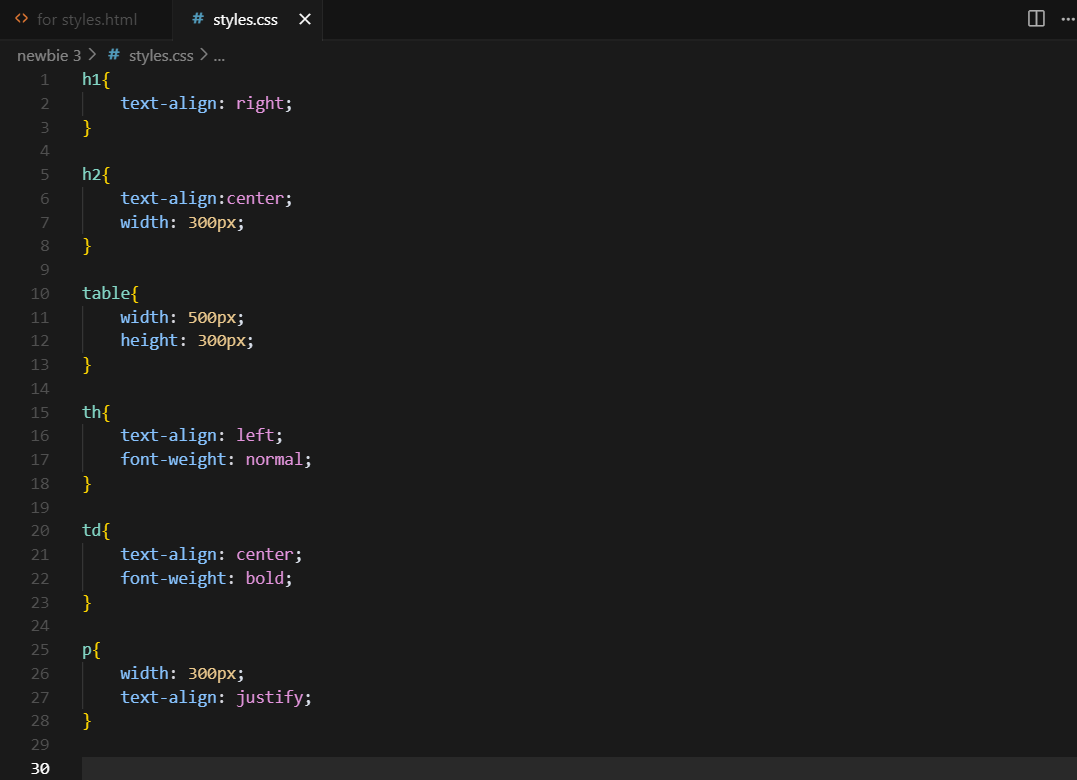 <> for styles.html # styles.css ×
newbie 3 > # styles.css > ...
1 h1{
2     text-align: right;
3 }
4
5 h2{
6     text-align:center;
7     width: 300px;
8 }
9
10 table{
11     width: 500px;
12     height: 300px;
13 }
14
15 th{
16     text-align: left;
17     font-weight: normal;
18 }
19
20 td{
21     text-align: center;
22     font-weight: bold;
23 }
24
25 p{
26     width: 300px;
27     text-align: justify;
28 }
29
30